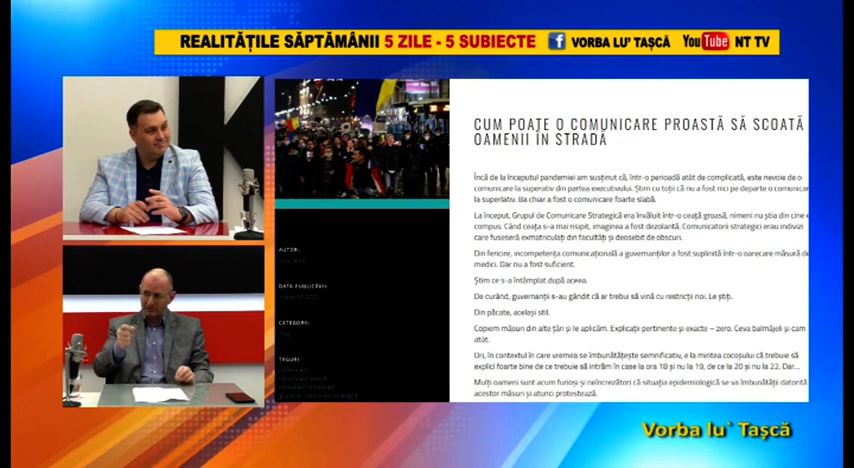 REALITĂȚILE SĂPTĂMÂNII 5 ZILE - 5 SUBIECTE f VORBA LU' TAȘCĂ YouTube NT TV
CUM POATE O COMUNICARE PROASTĂ SĂ SCOATĂ
OAMENII ÎN STRADĂ
Încă de la începutul pandemiei am susținut că, într-o perioadă atât de complicată, este nevoie de o
comunicare la superativ din partea executivului. Știm cu toții că nu a fost nici pe departe o comunicar
la superlativ. Ba chiar a fost o comunicare foarte slabă.
La început, Grupul de Comunicare Strategică era învăluit într-o ceață groasă, nimeni nu știa din cine e
compus. Când ceața s-a mai risipit, imaginea a fost dezolantă. Comunicatorii strategici erau indivizi
care fuseseră exmatriculați din facultăți și deosebit de obscuri.
Din fericire, incompetența comunicațională a guvernanților a fost suplinită într-o oarecare măsură de
medici. Dar nu a fost suficient.
Știm ce s-a întâmplat după aceea.
De curând, guvernanții s-au gândit că ar trebui să vină cu restricții noi. Le știți.
Din păcate, același stil.
Copiem măsuri din alte țări și le aplicăm. Explicații pertinente și exacte – zero. Ceva bâlmăjeli și cam
atât.
Ori, în contextul în care vremea se îmbunătățește semnificativ, e la mintea cocoșului că trebuie să
explici foarte bine de ce trebuie să intrăm în case la ora 18 și nu la 19, de ce la 20 și nu la 22. Dar...
Mulți oameni sunt acum furioși și neîncrezători că situația epidemiologică se va îmbunătăți datorită
acestor măsuri și atunci protestează.
AUTOR:
DATA PUBLICĂRII:
CATEGORII:
TAGURI:
Vorba lu` Tașcă